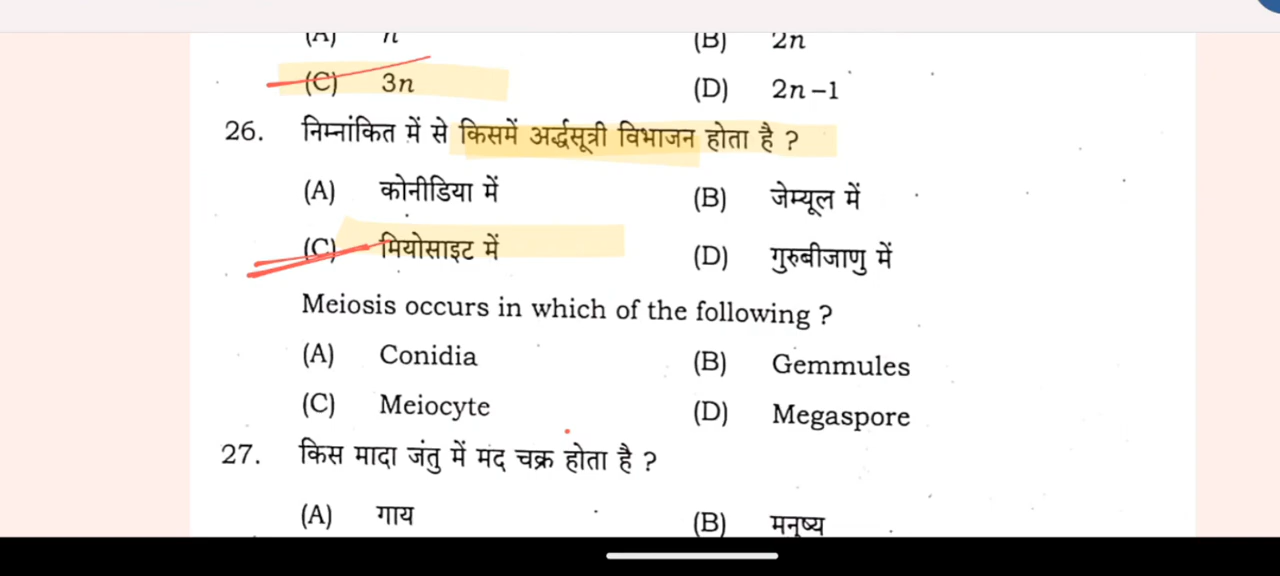 (A) n (B) 2n
(C) 3n (D) 2n–1
26. निम्नांकित में से किसमें अर्द्धसूत्री विभाजन होता है ?
(A) कोनीडिया में (B) जेम्यूल में
(C) मियोसाइट में (D) गुरुबीजाणु में
Meiosis occurs in which of the following ?
(A) Conidia (B) Gemmules
(C) Meiocyte (D) Megaspore
27. किस मादा जंतु में मद चक्र होता है ?
(A) गाय (B) मनुष्य